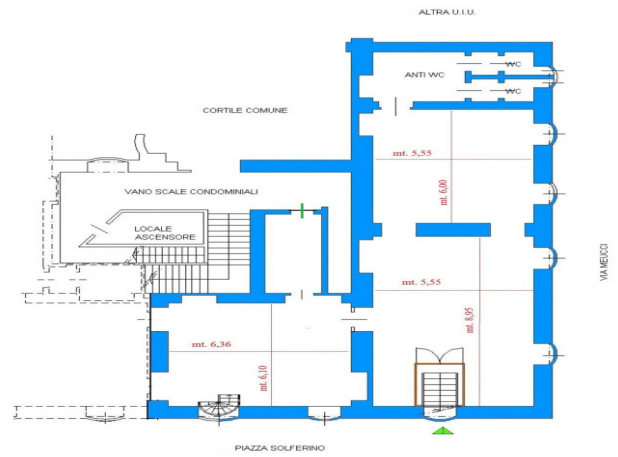 ALTRA U.I.U.
WC
ANTI WC
WC
CORTILE COMUNE
mt. 5,55
mt. 6,00
VANO SCALE CONDOMINIALI
LOCALE
ASCENSORE
VIA MEUCCI
mt. 5,55
mt. 8,95
mt. 6,36
mt. 6,10
PIAZZA SOLFERINO